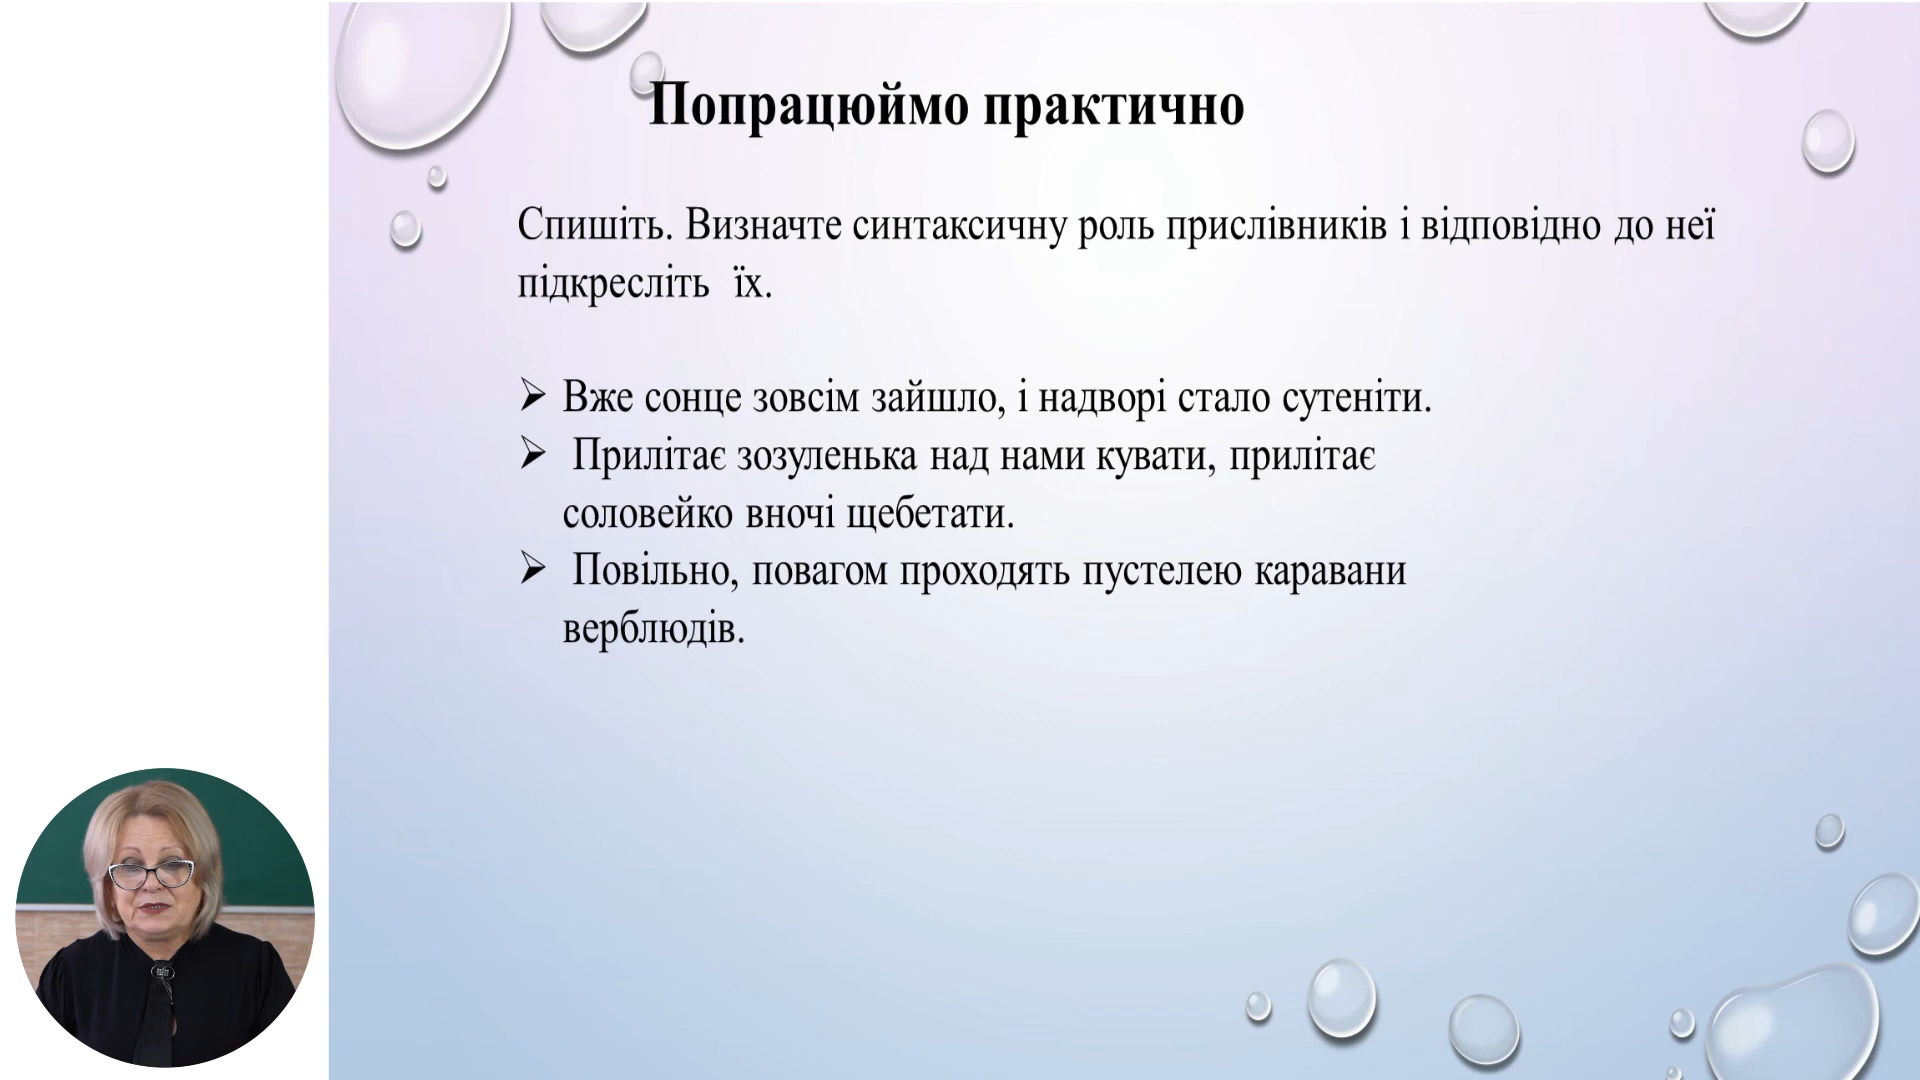 Попрацюймо практично
Спишіть. Визначте синтаксичну роль прислівників і відповідно до неї
підкресліть їх.
➢ Вже сонце зовсім зайшло, і надворі стало сутеніти.
➢ Прилітає зозуленька над нами кувати, прилітає
соловейко вночі щебетати.
➢ Повільно, повагом проходять пустелею каравани
верблюдів.